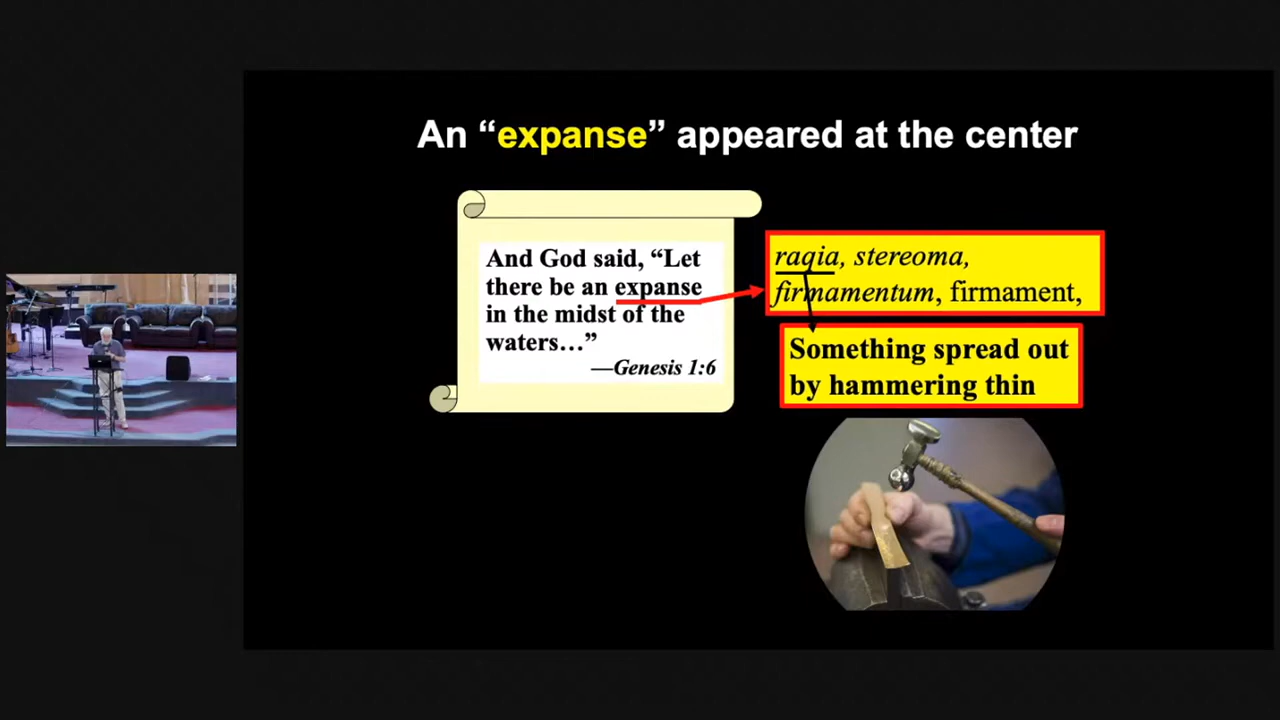 An “expanse” appeared at the center
And God said, “Let
there be an expanse
in the midst of the
waters…”
—Genesis 1:6
raqia, stereoma,
firmamentum, firmament,
Something spread out
by hammering thin